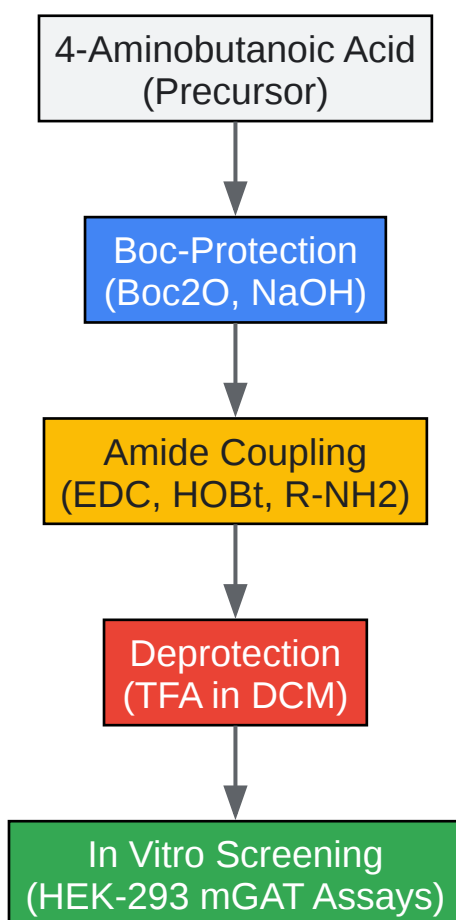 4-Aminobutanoic Acid
(Precursor)
Boc-Protection
(Boc2O, NaOH)
Amide Coupling
(EDC, HOBt, R-NH2)
Deprotection
(TFA in DCM)
In Vitro Screening
(HEK-293 mGAT Assays)